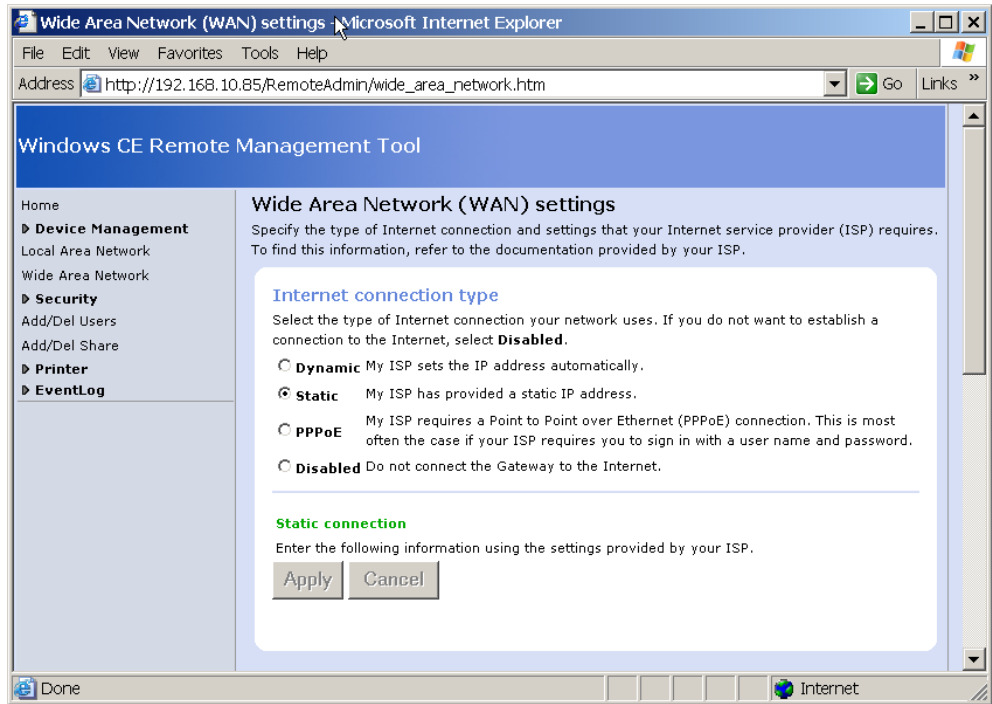 Wide Area Network (WAN) settings - Microsoft Internet Explorer
File Edit View Favorites Tools Help
Address http://192.168.10.85/RemoteAdmin/wide_area_network.htm Go Links »
Windows CE Remote Management Tool
Home
Device Management
Local Area Network
Wide Area Network
Security
Add/Del Users
Add/Del Share
Printer
EventLog
Wide Area Network (WAN) settings
Specify the type of Internet connection and settings that your Internet service provider (ISP) requires.
To find this information, refer to the documentation provided by your ISP.
Internet connection type
Select the type of Internet connection your network uses. If you do not want to establish a
connection to the Internet, select Disabled.
Dynamic My ISP sets the IP address automatically.
Static My ISP has provided a static IP address.
PPPoE My ISP requires a Point to Point over Ethernet (PPPoE) connection. This is most
often the case if your ISP requires you to sign in with a user name and password.
Disabled Do not connect the Gateway to the Internet.
Static connection
Enter the following information using the settings provided by your ISP.
Apply Cancel
Done Internet